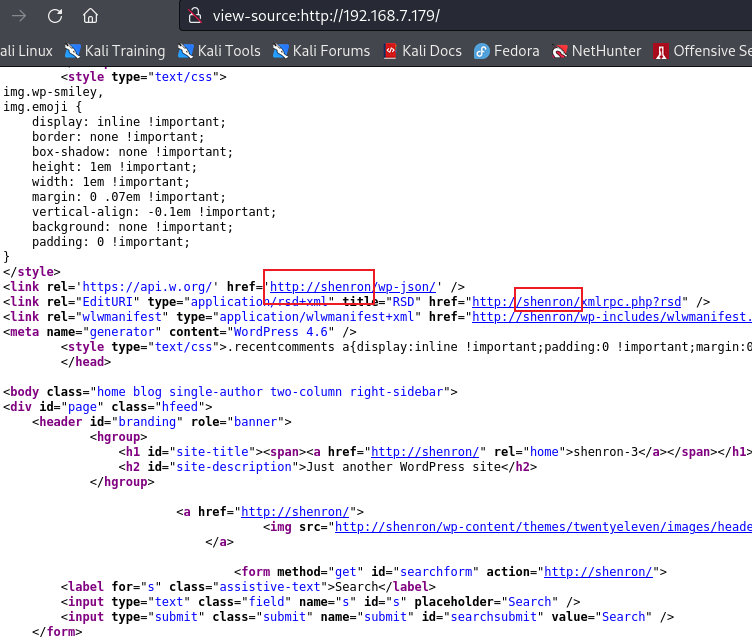 view-source:http://192.168.7.179/
ali Linux Kali Training Kali Tools Kali Forums Kali Docs Fedora NetHunter Offensive Se
<style type="text/css">
img.wp-smiley,
img.emoji {
display: inline !important;
border: none !important;
box-shadow: none !important;
height: 1em !important;
width: 1em !important;
margin: 0 .07em !important;
vertical-align: -0.1em !important;
background: none !important;
padding: 0 !important;
}
</style>
<link rel='https://api.w.org/' href='http://shenron/wp-json/' />
<link rel="EditURI" type="application/rsd+xml" title="RSD" href="http://shenron/xmlrpc.php?rsd" />
<link rel="wlwmanifest" type="application/wlwmanifest+xml" href="http://shenron/wp-includes/wlwmanifest.
<meta name="generator" content="WordPress 4.6" />
<style type="text/css">.recentcomments a{display:inline !important;padding:0 !important;margin:0
</head>
<body class="home blog single-author two-column right-sidebar">
<div id="page" class="hfeed">
<header id="branding" role="banner">
<hgroup>
<h1 id="site-title"><span><a href="http://shenron/" rel="home">shenron-3</a></span></h1
<h2 id="site-description">Just another WordPress site</h2>
</hgroup>
<a href="http://shenron/">
<img src="http://shenron/wp-content/themes/twentyeleven/images/heade
</a>
<form method="get" id="searchform" action="http://shenron/">
<label for="s" class="assistive-text">Search</label>
<input type="text" class="field" name="s" id="s" placeholder="Search" />
<input type="submit" class="submit" name="submit" id="searchsubmit" value="Search" />
</form>